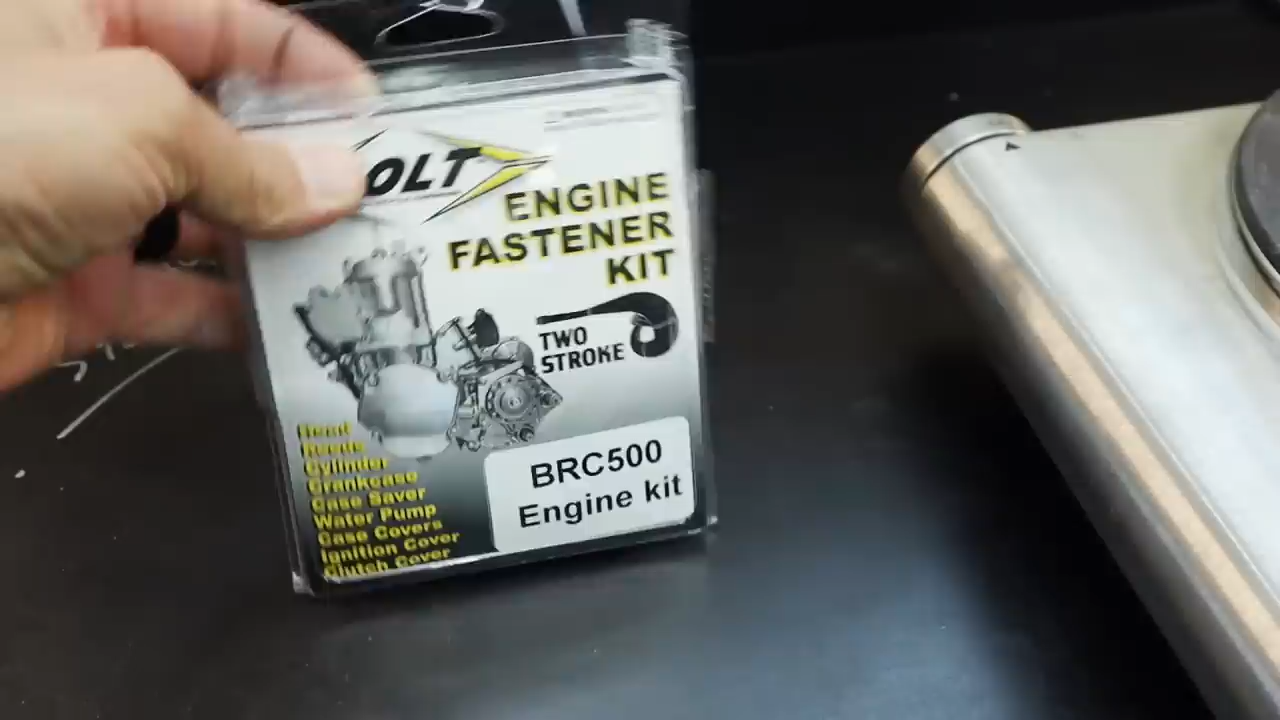 OLT
ENGINE
FASTENER
KIT
TWO
STROKE
BRC500
Engine kit
Head
Reeds
Cylinder
Crankcase
Case Saver
Water Pump
Case Covers
Ignition Cover
Clutch Cover